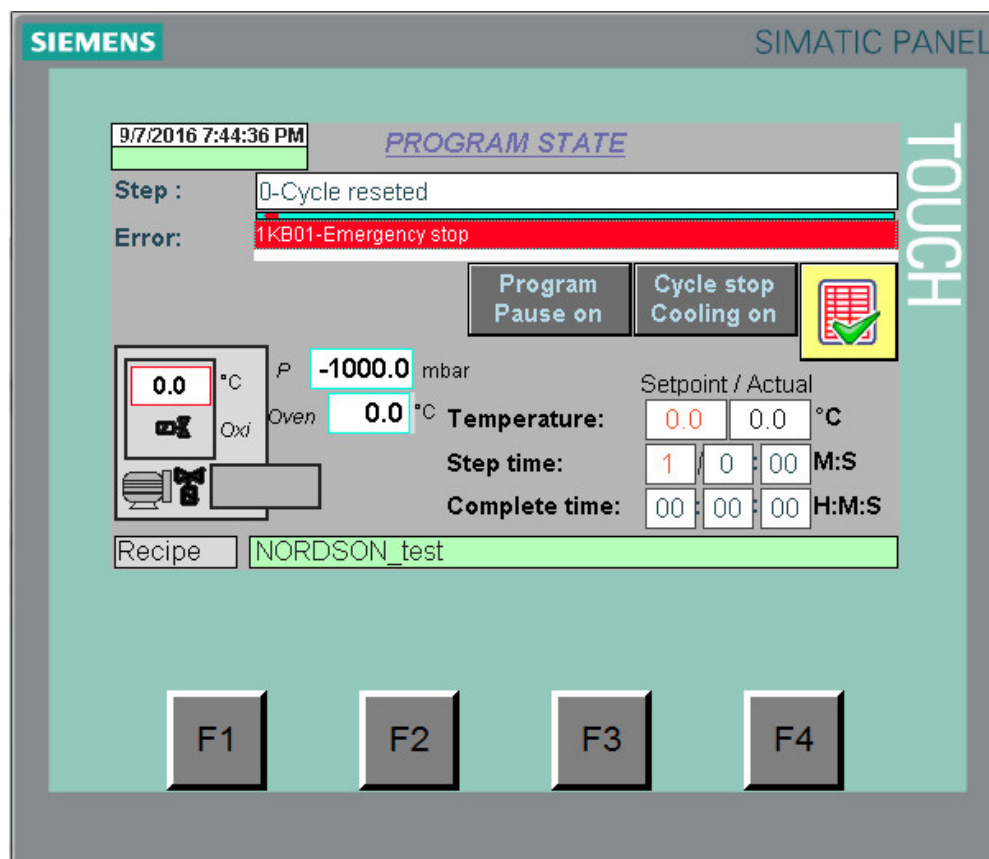 SIEMENS
SIMATIC PANEL
TOUCH
9/7/2016 7:44:36 PM
PROGRAM STATE
Step :
0-Cycle reseted
Error:
1KB01-Emergency stop
Program
Pause on
Cycle stop
Cooling on
0.0 °C
Oxi
P -1000.0 mbar
Oven 0.0 °C
Setpoint / Actual
Temperature: 0.0 0.0 °C
Step time: 1 / 0 : 00 M:S
Complete time: 00 : 00 : 00 H:M:S
Recipe NORDSON_test
F1 F2 F3 F4